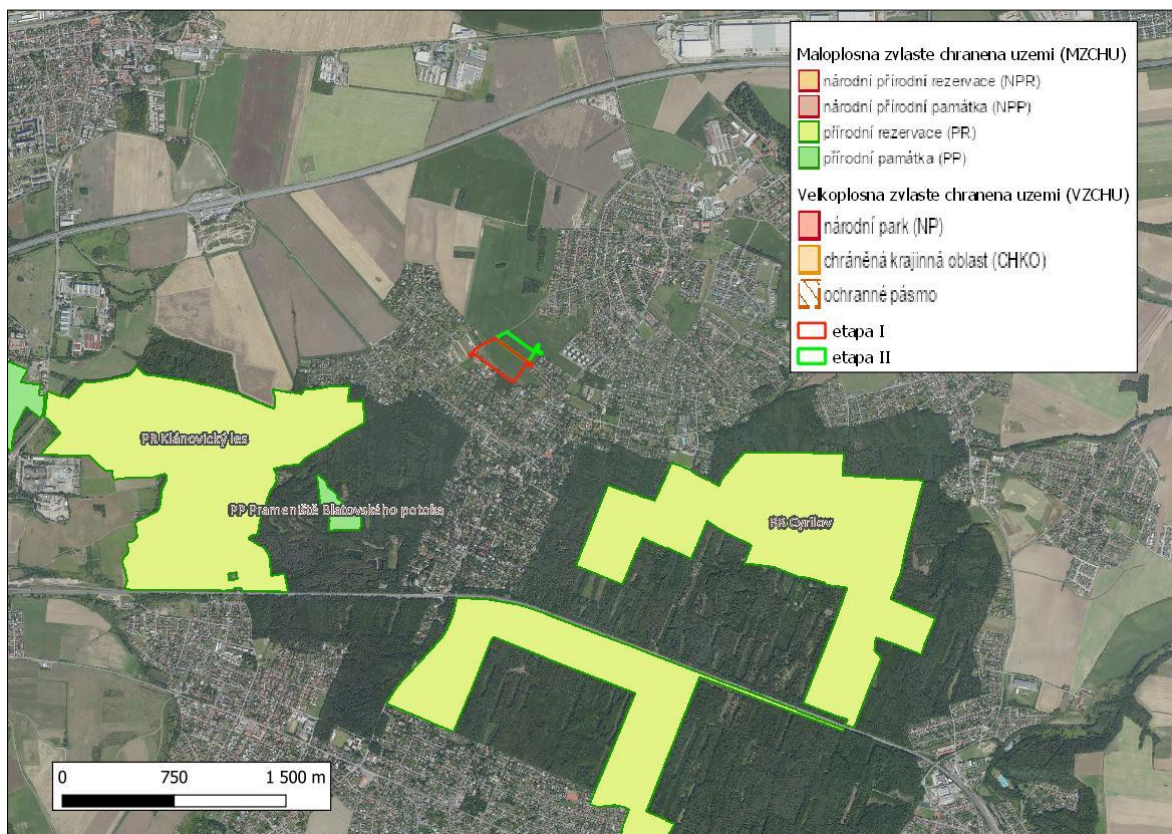 Maloplosna zvlaste chranena uzemi (MZCHU)
národní přírodní rezervace (NPR)
národní přírodní památka (NPP)
přírodní rezervace (PR)
přírodní památka (PP)
Velkoplosna zvlaste chranena uzemi (VZCHU)
národní park (NP)
chráněná krajinná oblast (CHKO)
ochranné pásmo
etapa I
etapa II
PR Klánovický les
PP Prameniště Blatovského potoka
PR Cyrilov
0 750 1 500 m